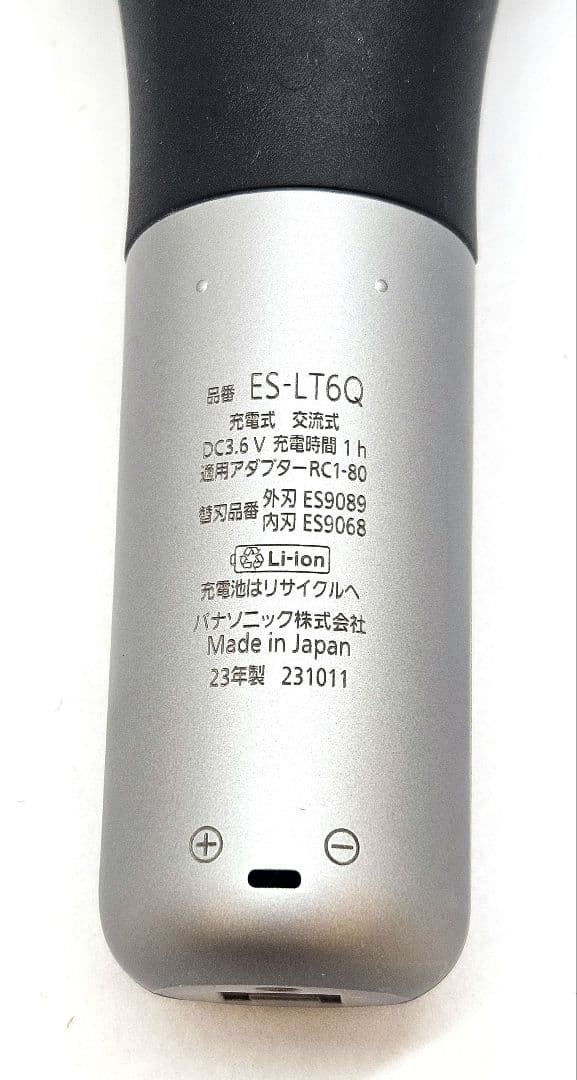 品番 ES-LT6Q
充電式 交流式
DC3.6 V 充電時間 1 h
適用アダプターRC1-80
替刃品番 外刃 ES9089
内刃 ES9068
Li-ion
充電池はリサイクルへ
パナソニック株式会社
Made in Japan
23年製 231011
+ −